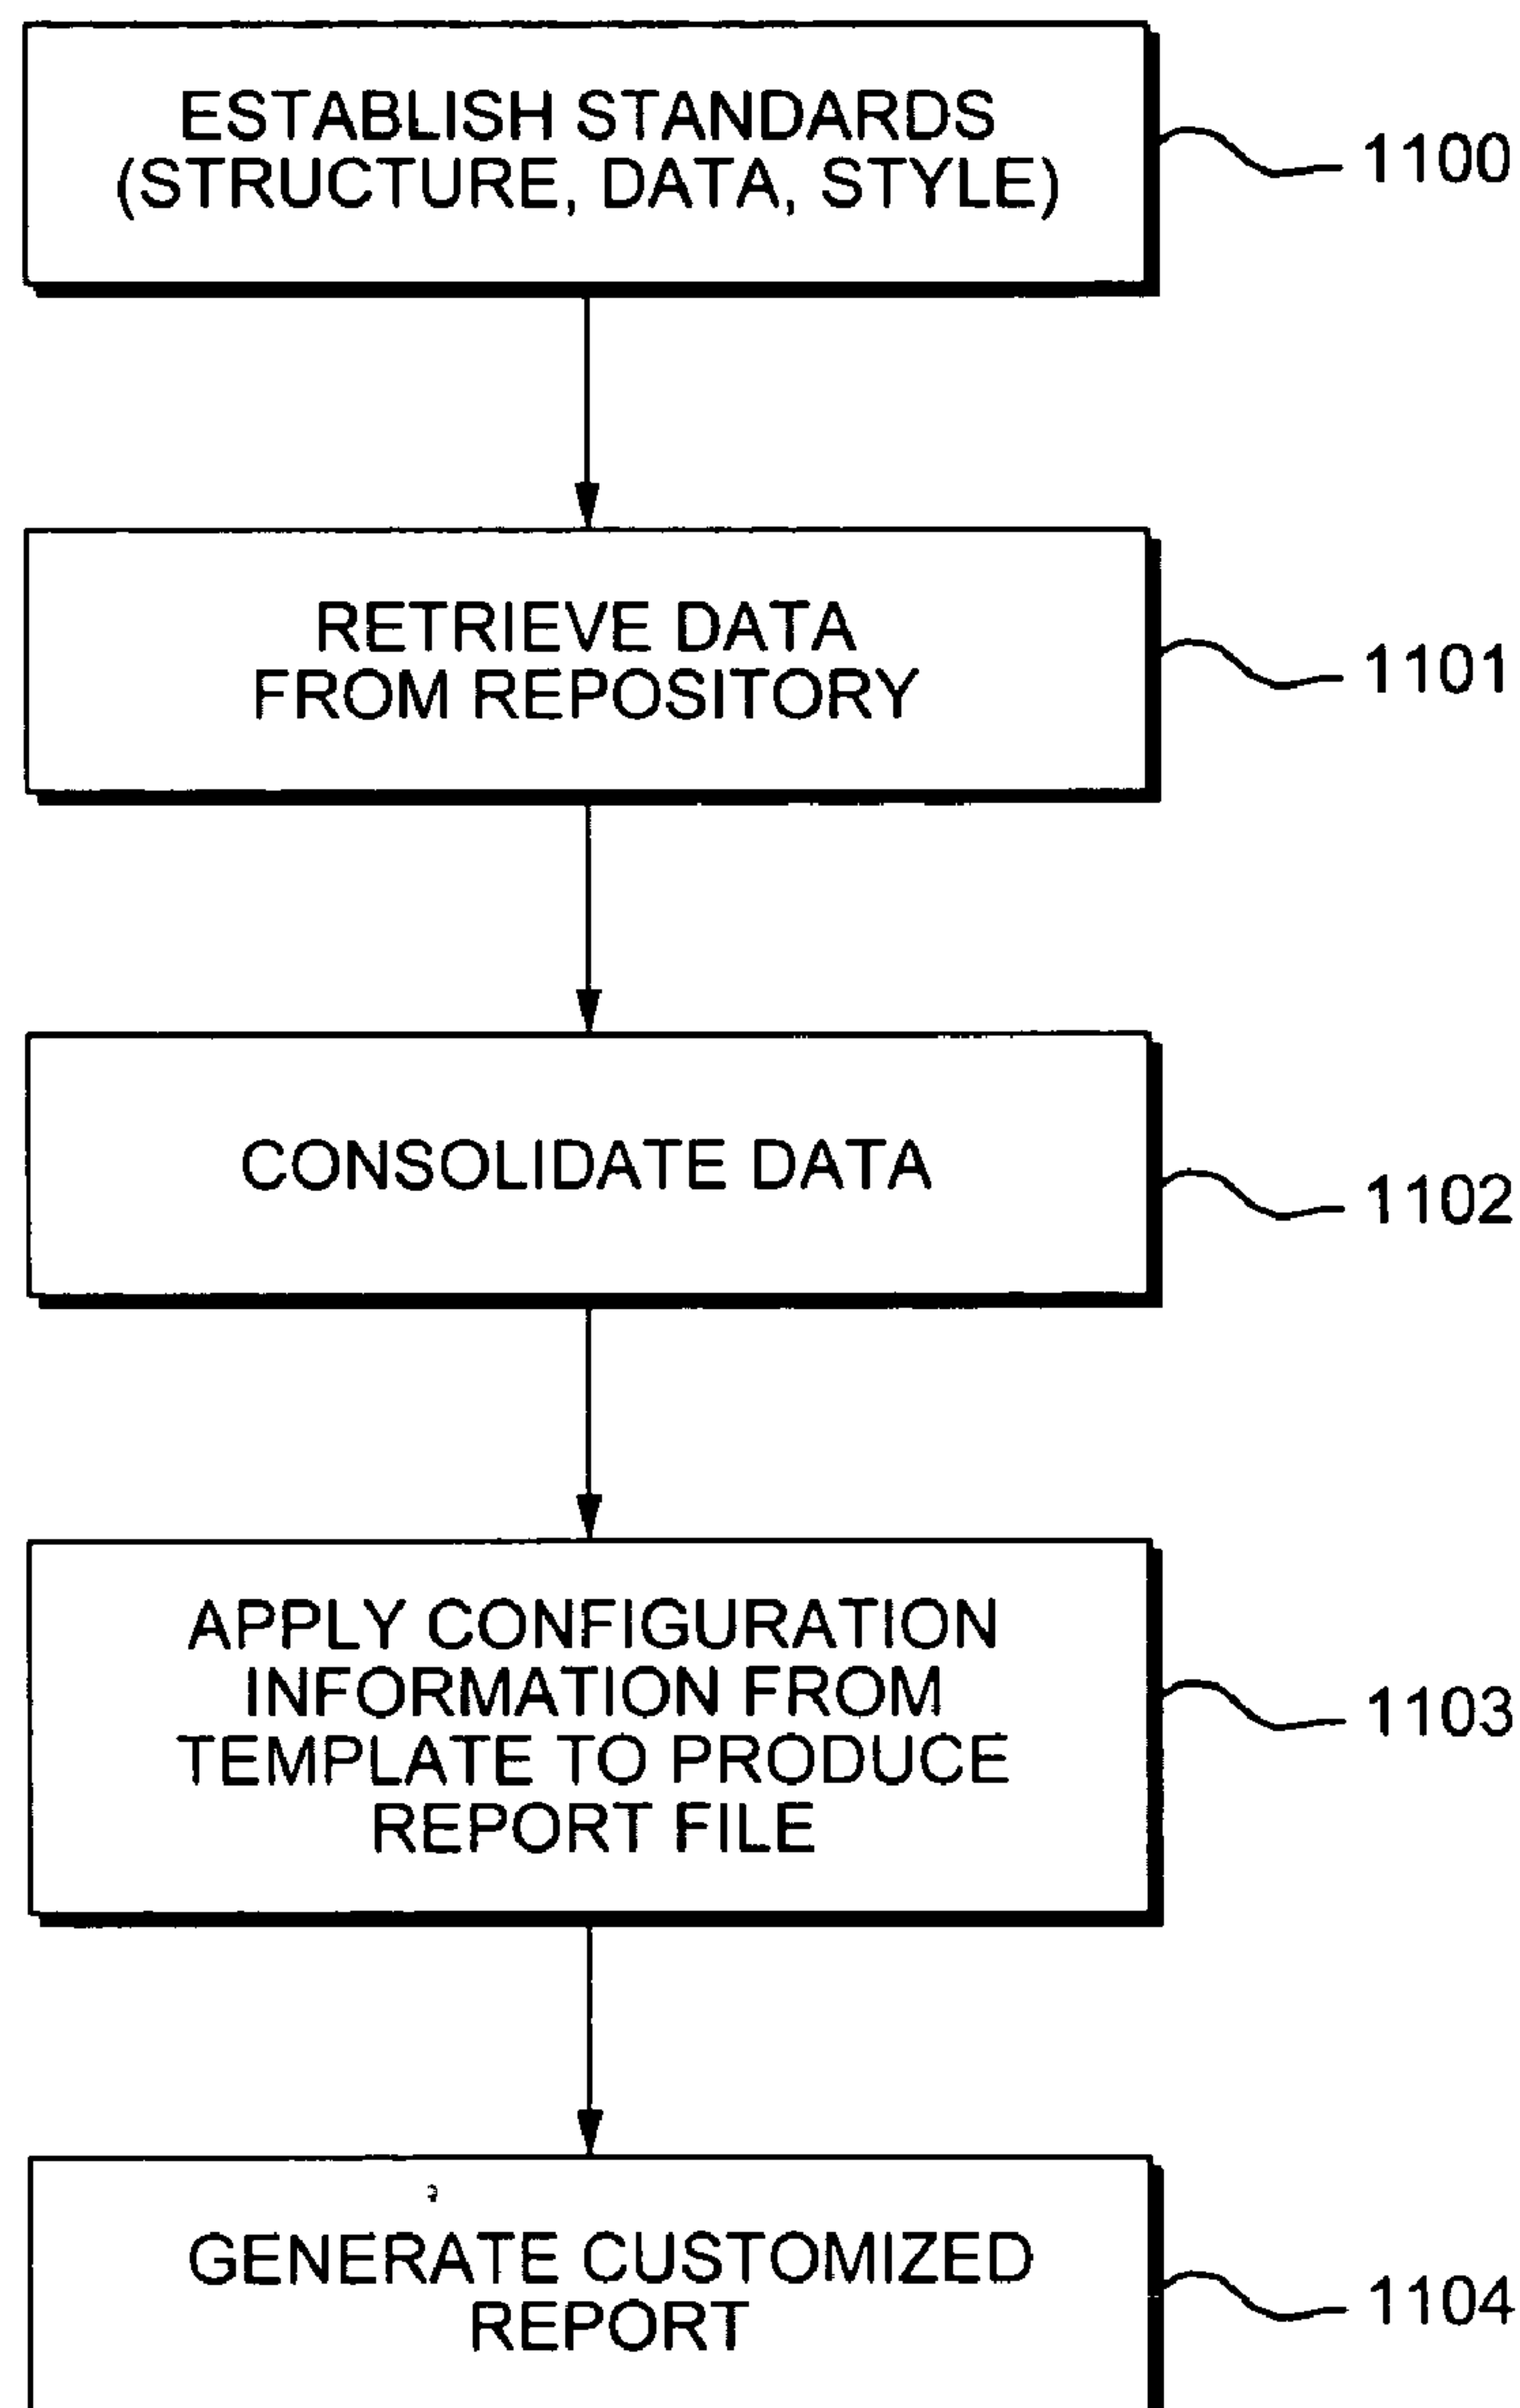 ESTABLISH STANDARDS
(STRUCTURE, DATA, STYLE)
1100
RETRIEVE DATA
FROM REPOSITORY
1101
CONSOLIDATE DATA
1102
APPLY CONFIGURATION
INFORMATION FROM
TEMPLATE TO PRODUCE
REPORT FILE
1103
GENERATE CUSTOMIZED
REPORT
1104